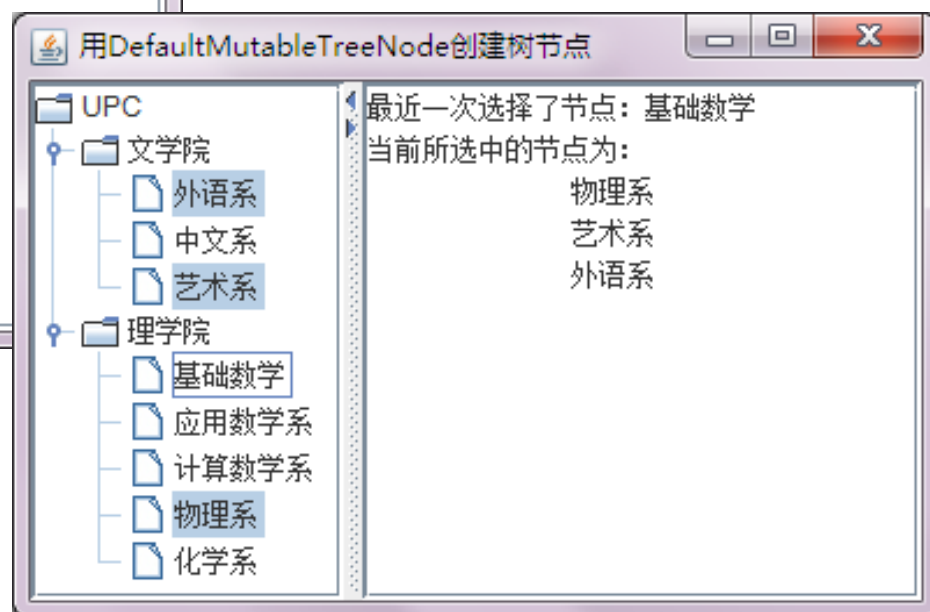 用DefaultMutableTreeNode创建树节点
UPC
文学院
外语系
中文系
艺术系
理学院
基础数学
应用数学系
计算数学系
物理系
化学系
最近一次选择了节点：基础数学
当前所选中的节点为：
物理系
艺术系
外语系